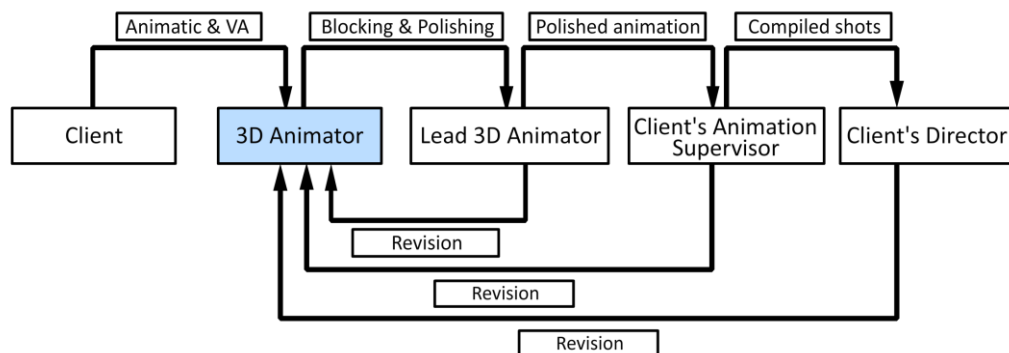 Animatic & VA
Blocking & Polishing
Polished animation
Compiled shots
Client
3D Animator
Lead 3D Animator
Client's Animation
Supervisor
Client's Director
Revision
Revision
Revision